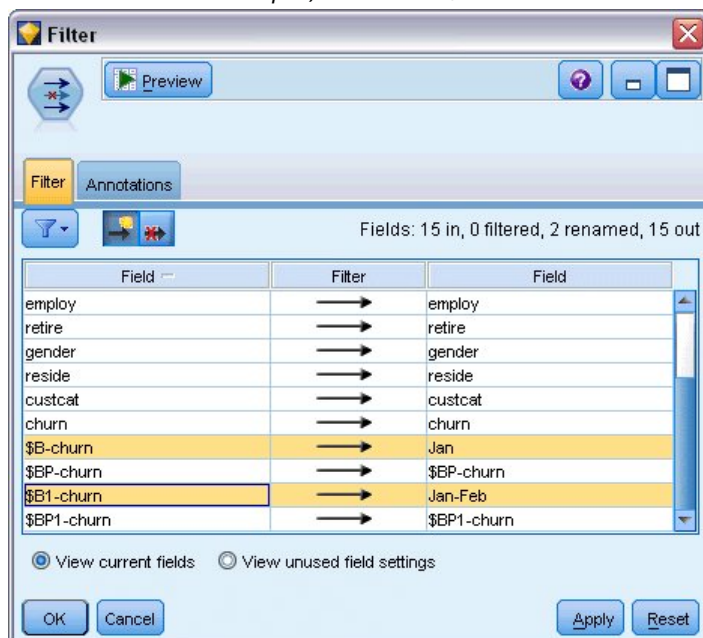 Filter
Preview
Filter
Annotations
Fields: 15 in, 0 filtered, 2 renamed, 15 out
Field Filter Field
employ employ
retire retire
gender gender
reside reside
custcat custcat
churn churn
$B-churn Jan
$BP-churn $BP-churn
$B1-churn Jan-Feb
$BP1-churn $BP1-churn
View current fields View unused field settings
OK Cancel Apply Reset